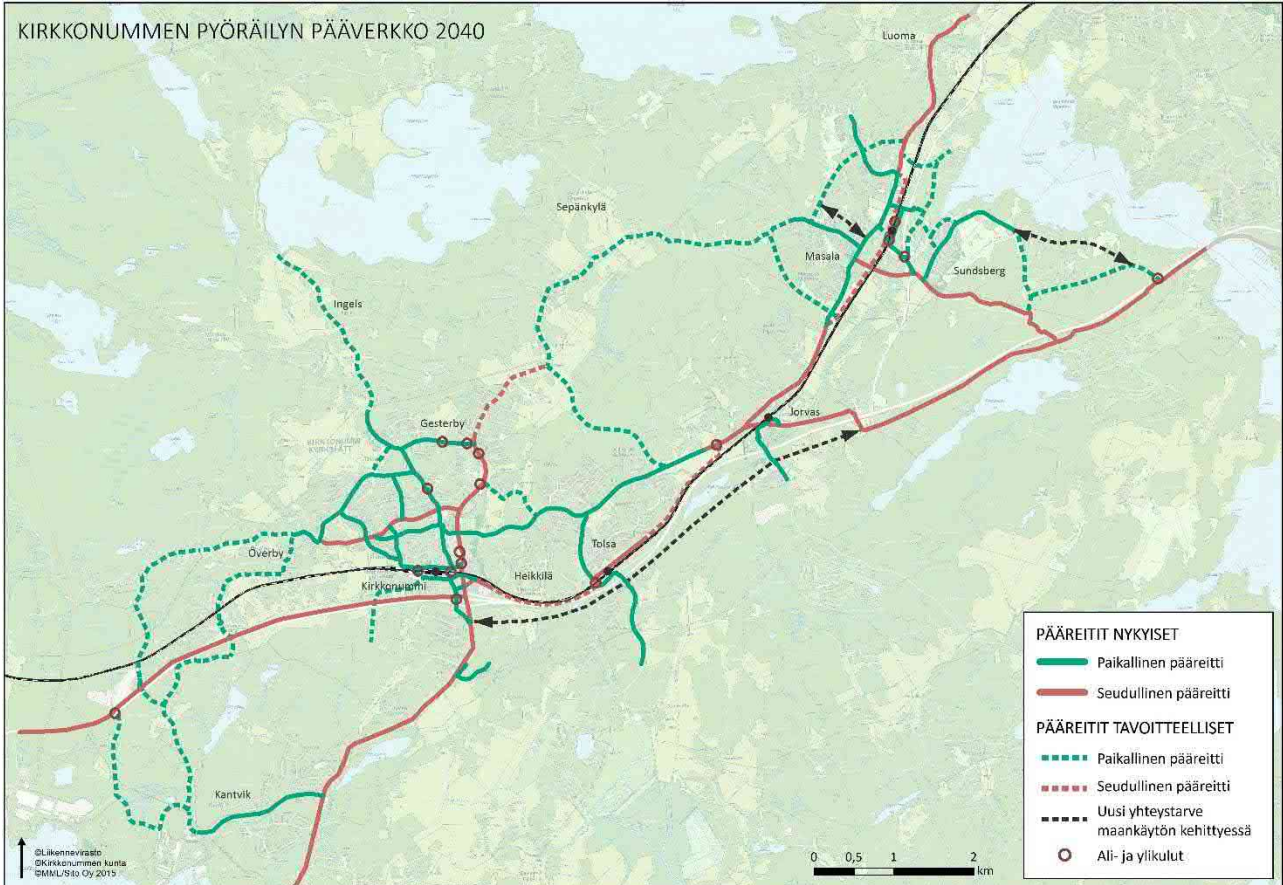 KIRKKONUMMEN PYÖRÄILYN PÄÄVERKKO 2040
Luoma
Sepänkylä
Masala
Sundsberg
Ingels
Gesterby
Jorvas
Tolsa
Överby
Heikkilä
Kirkkonummi
Kantvik
PÄÄREITIT NYKYISET
Paikallinen pääreitti
Seudullinen pääreitti
PÄÄREITIT TAVOITTEELLISET
Paikallinen pääreitti
Seudullinen pääreitti
Uusi yhteystarve
maankäytön kehittyessä
Ali- ja ylikulut
0 0,5 1 2
km
©Liikennevirasto
©Kirkkonummen kunta
©MML/Sito Oy 2015